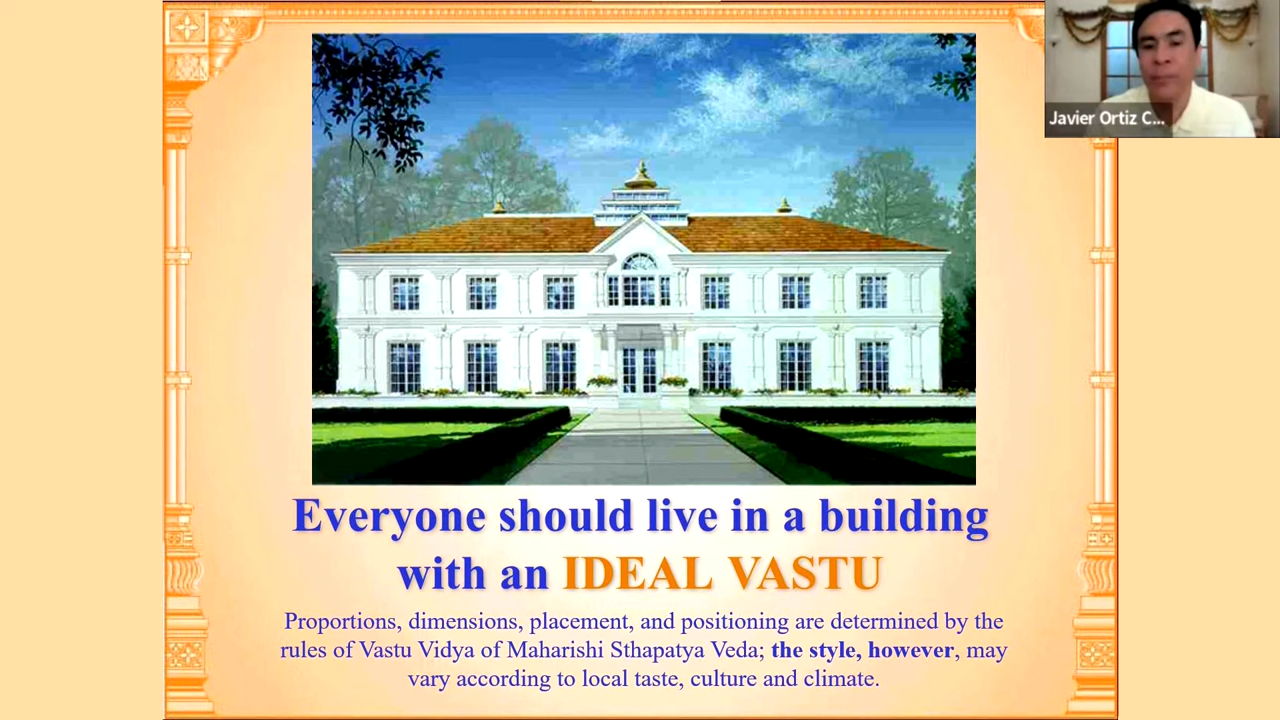 Javier Ortiz C...
Everyone should live in a building
with an IDEAL VASTU
Proportions, dimensions, placement, and positioning are determined by the
rules of Vastu Vidya of Maharishi Sthapatya Veda; the style, however, may
vary according to local taste, culture and climate.